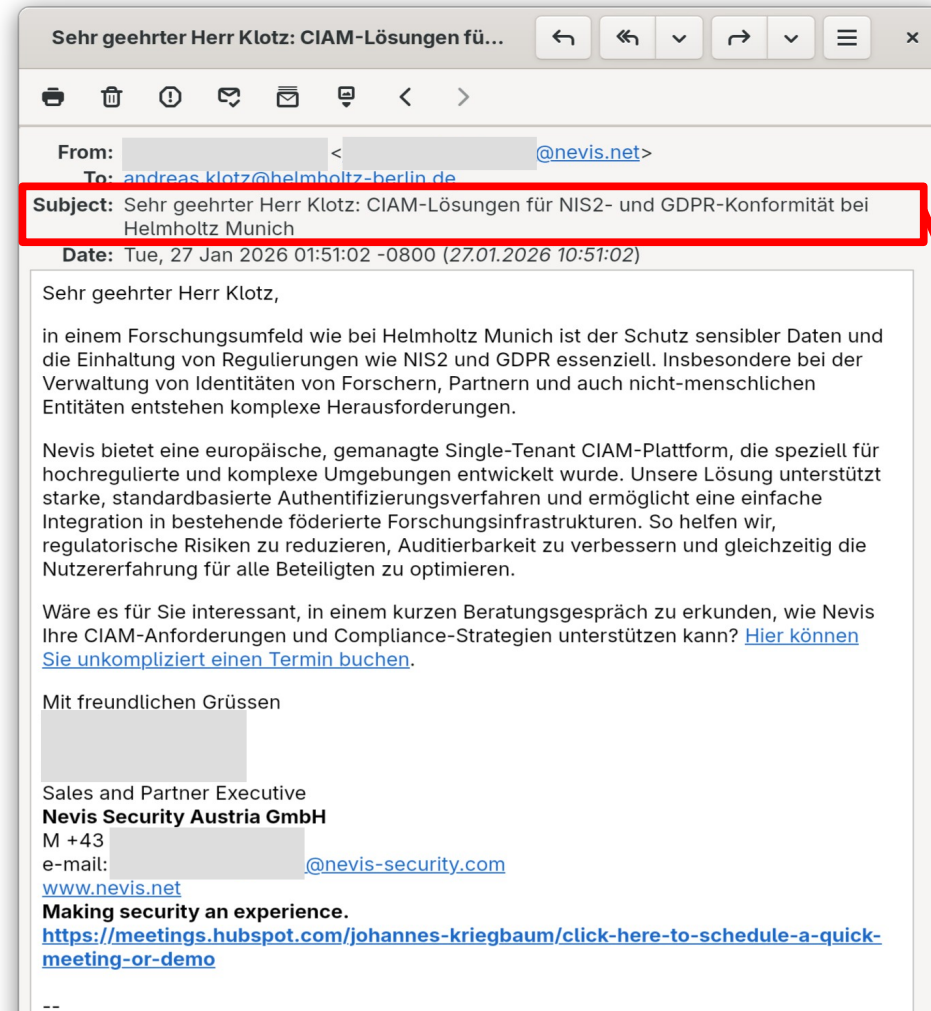 Sehr geehrter Herr Klotz: CIAM-Lösungen fü...
From: < @nevis.net>
To: andreas.klotz@helmholtz-berlin.de
Subject: Sehr geehrter Herr Klotz: CIAM-Lösungen für NIS2- und GDPR-Konformität bei
Helmholtz Munich
Date: Tue, 27 Jan 2026 01:51:02 -0800 (27.01.2026 10:51:02)
Sehr geehrter Herr Klotz,
in einem Forschungsumfeld wie bei Helmholtz Munich ist der Schutz sensibler Daten und
die Einhaltung von Regulierungen wie NIS2 und GDPR essenziell. Insbesondere bei der
Verwaltung von Identitäten von Forschern, Partnern und auch nicht-menschlichen
Entitäten entstehen komplexe Herausforderungen.
Nevis bietet eine europäische, gemanagte Single-Tenant CIAM-Plattform, die speziell für
hochregulierte und komplexe Umgebungen entwickelt wurde. Unsere Lösung unterstützt
starke, standardbasierte Authentifizierungsverfahren und ermöglicht eine einfache
Integration in bestehende föderierte Forschungsinfrastrukturen. So helfen wir,
regulatorische Risiken zu reduzieren, Auditierbarkeit zu verbessern und gleichzeitig die
Nutzererfahrung für alle Beteiligten zu optimieren.
Wäre es für Sie interessant, in einem kurzen Beratungsgespräch zu erkunden, wie Nevis
Ihre CIAM-Anforderungen und Compliance-Strategien unterstützen kann? Hier können
Sie unkompliziert einen Termin buchen.
Mit freundlichen Grüssen
Sales and Partner Executive
Nevis Security Austria GmbH
M +43
e-mail: @nevis-security.com
www.nevis.net
Making security an experience.
https://meetings.hubspot.com/johannes-kriegbaum/click-here-to-schedule-a-quick-
meeting-or-demo
--